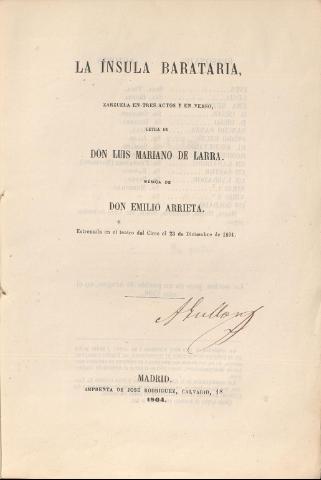 LA ÍNSULA BARATARIA,
ZARZUELA EN TRES ACTOS Y EN VERSO,
LETRA DE
DON LUIS MARIANO DE LARRA.
MÚSICA DE
DON EMILIO ARRIETA.
Estrenada en el teatro del Circo el 23 de Diciembre de 1864.
MADRID.
IMPRENTA DE JOSÉ RODRIGUEZ, CALVARIO, 18.
1864.